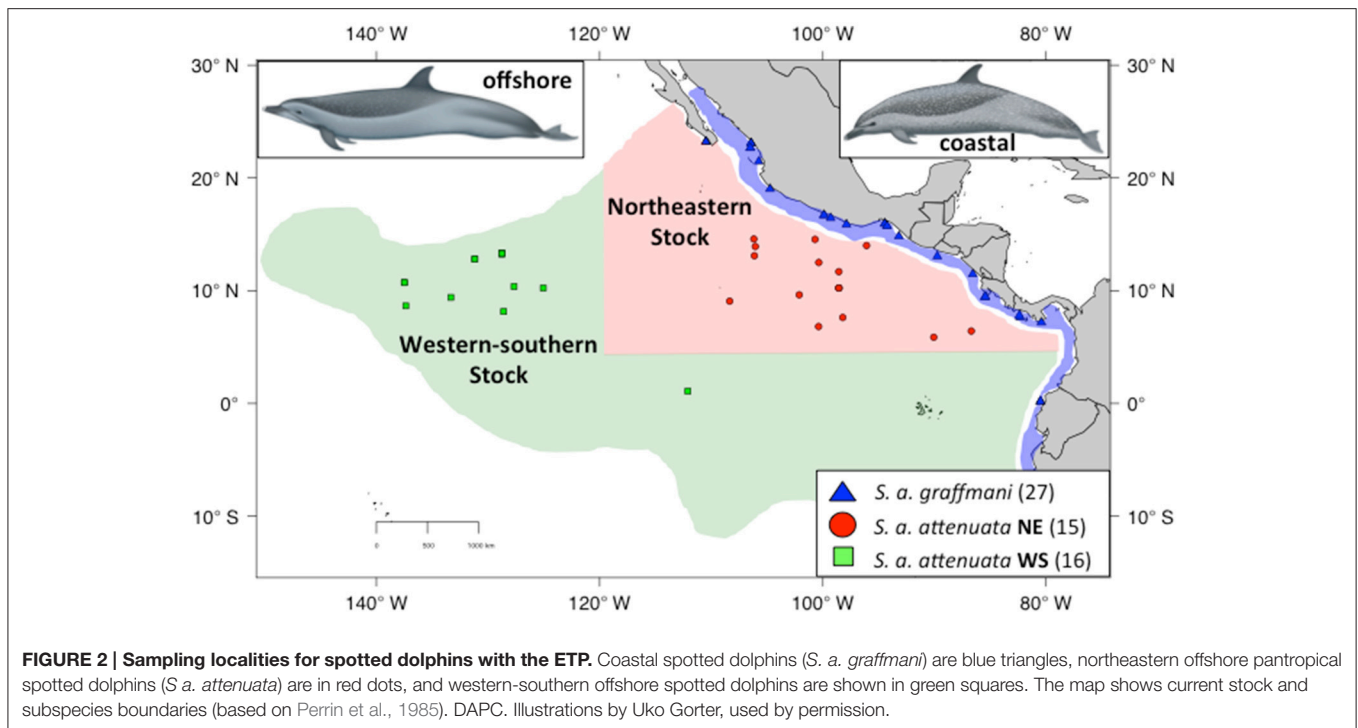 140° W 120° W 100° W 80° W
30° N 30° N
offshore
coastal
20° N 20° N
Northeastern
Stock
10° N 10° N
Western-southern
Stock
0° 0°
S. a. graffmani (27)
10° S 10° S
S. a. attenuata NE (15)
0 500 1000 km
S. a. attenuata WS (16)
140° W 120° W 100° W 80° W
FIGURE 2 | Sampling localities for spotted dolphins with the ETP. Coastal spotted dolphins (S. a. graffmani) are blue triangles, northeastern offshore pantropical
spotted dolphins (S a. attenuata) are in red dots, and western-southern offshore spotted dolphins are shown in green squares. The map shows current stock and
subspecies boundaries (based on Perrin et al., 1985). DAPC. Illustrations by Uko Gorter, used by permission.